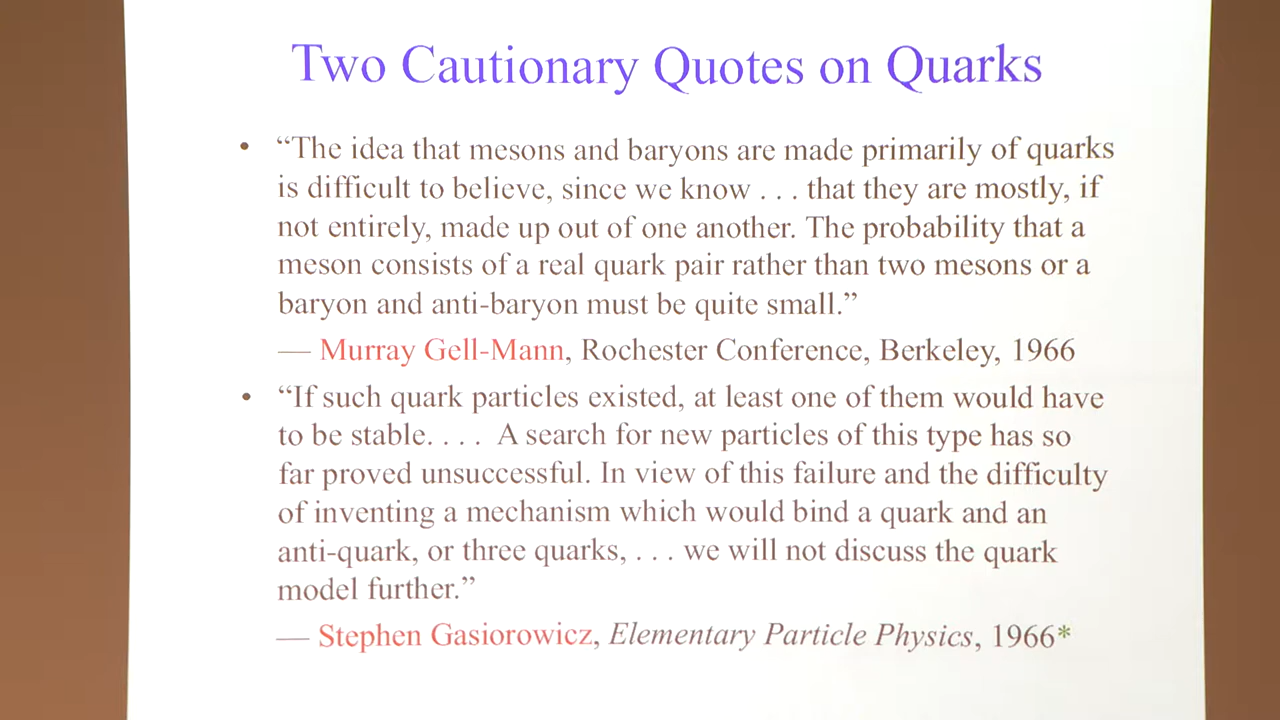 Two Cautionary Quotes on Quarks
• “The idea that mesons and baryons are made primarily of quarks
is difficult to believe, since we know . . . that they are mostly, if
not entirely, made up out of one another. The probability that a
meson consists of a real quark pair rather than two mesons or a
baryon and anti-baryon must be quite small.”
— Murray Gell-Mann, Rochester Conference, Berkeley, 1966
• “If such quark particles existed, at least one of them would have
to be stable. . . . A search for new particles of this type has so
far proved unsuccessful. In view of this failure and the difficulty
of inventing a mechanism which would bind a quark and an
anti-quark, or three quarks, . . . we will not discuss the quark
model further.”
— Stephen Gasiorowicz, Elementary Particle Physics, 1966*